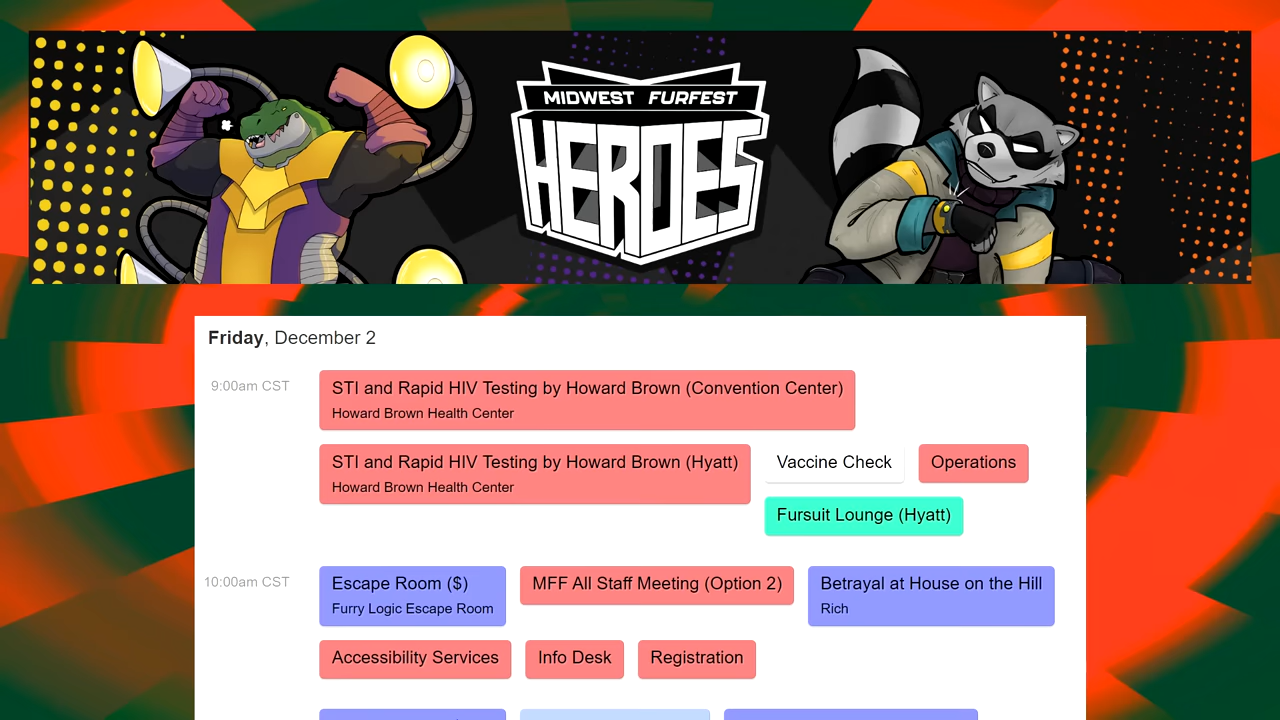 MIDWEST FURFEST
HEROES
Friday, December 2
9:00am CST
STI and Rapid HIV Testing by Howard Brown (Convention Center)
Howard Brown Health Center
STI and Rapid HIV Testing by Howard Brown (Hyatt)
Howard Brown Health Center
Vaccine Check
Operations
Fursuit Lounge (Hyatt)
10:00am CST
Escape Room ($)
Furry Logic Escape Room
MFF All Staff Meeting (Option 2)
Betrayal at House on the Hill
Rich
Accessibility Services
Info Desk
Registration